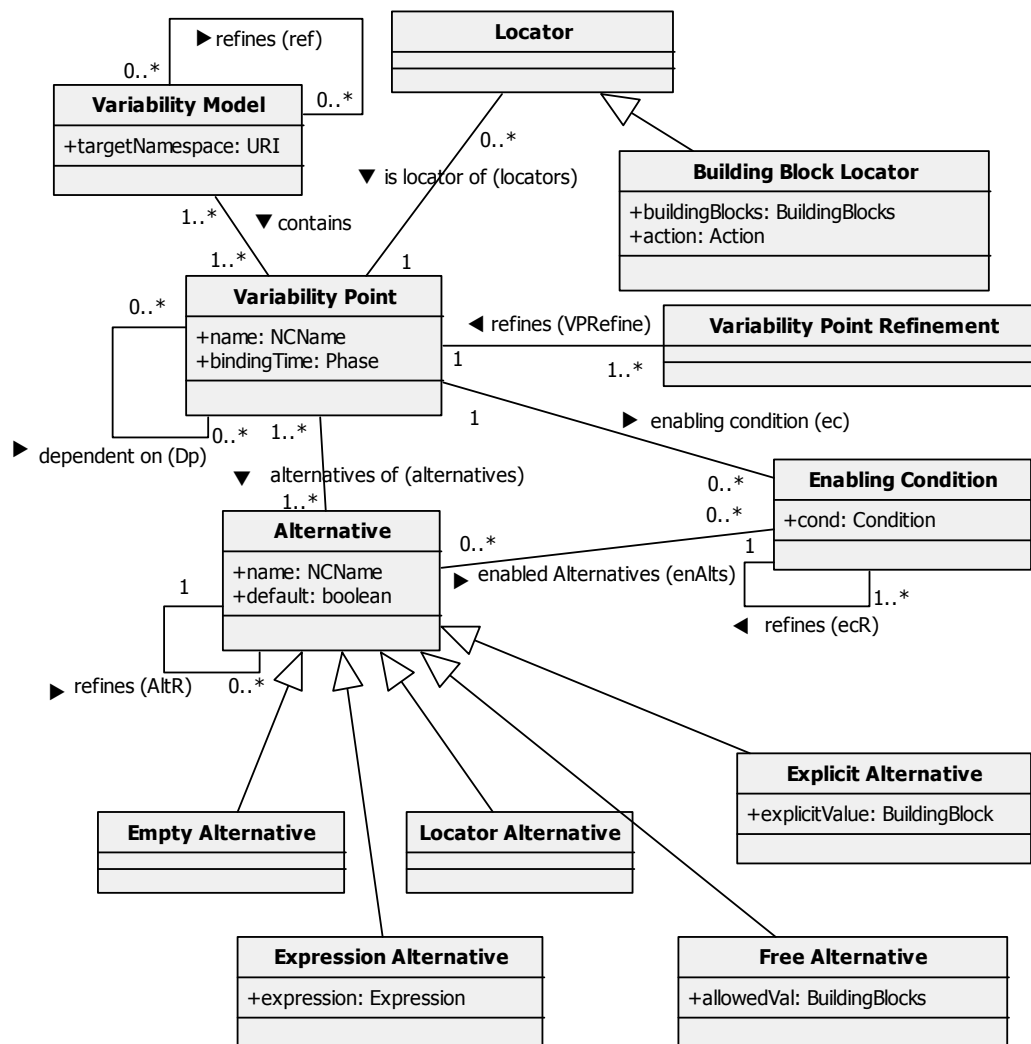 Locator
▶ refines (ref)
0..*
0..*
Variability Model
+targetNamespace: URI
0..*
▼ is locator of (locators)
Building Block Locator
+buildingBlocks: BuildingBlocks
+action: Action
1..*
▼ contains
1..*
1
Variability Point
+name: NCName
+bindingTime: Phase
0..*
0..*
▶ dependent on (Dp)
◀ refines (VPRefine)
1
1..*
Variability Point Refinement
1
▶ enabling condition (ec)
0..*
1..*
▼ alternatives of (alternatives)
1..*
Enabling Condition
+cond: Condition
0..*
0..*
▶ enabled Alternatives (enAlts)
1
1..*
◀ refines (ecR)
Alternative
+name: NCName
+default: boolean
1
▶ refines (AltR)
0..*
Explicit Alternative
+explicitValue: BuildingBlock
Empty Alternative
Locator Alternative
Expression Alternative
+expression: Expression
Free Alternative
+allowedVal: BuildingBlocks